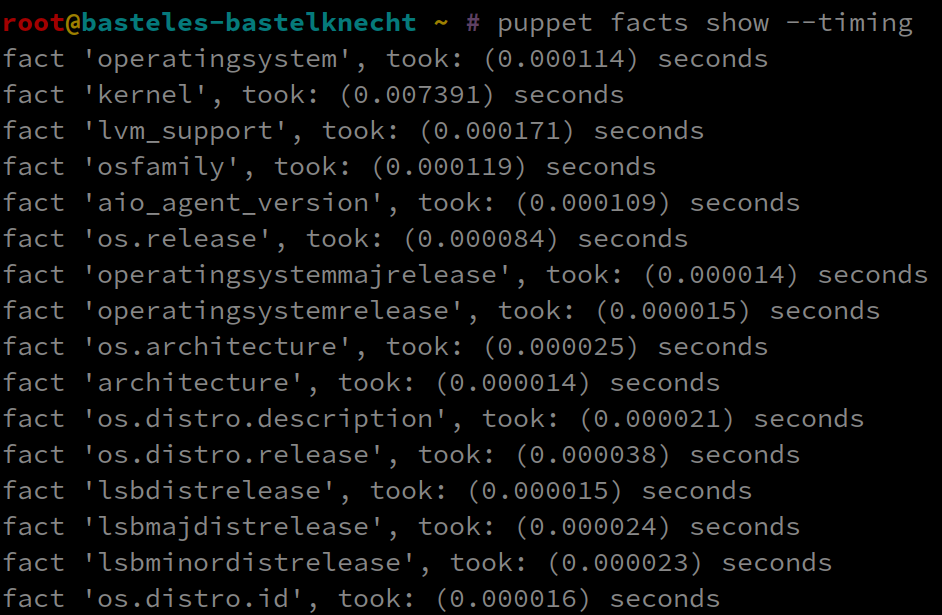 root@basteles-bastelknecht ~ # puppet facts show --timing
fact 'operatingsystem', took: (0.000114) seconds
fact 'kernel', took: (0.007391) seconds
fact 'lvm_support', took: (0.000171) seconds
fact 'osfamily', took: (0.000119) seconds
fact 'aio_agent_version', took: (0.000109) seconds
fact 'os.release', took: (0.000084) seconds
fact 'operatingsystemmajrelease', took: (0.000014) seconds
fact 'operatingsystemrelease', took: (0.000015) seconds
fact 'os.architecture', took: (0.000025) seconds
fact 'architecture', took: (0.000014) seconds
fact 'os.distro.description', took: (0.000021) seconds
fact 'os.distro.release', took: (0.000038) seconds
fact 'lsbdistrelease', took: (0.000015) seconds
fact 'lsbmajdistrelease', took: (0.000024) seconds
fact 'lsbminordistrelease', took: (0.000023) seconds
fact 'os.distro.id', took: (0.000016) seconds